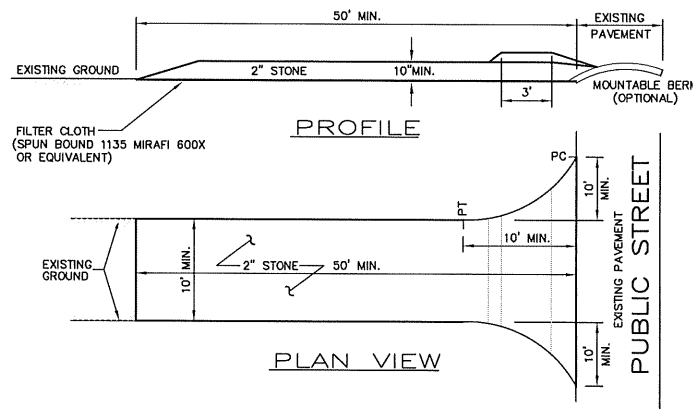 50' MIN.
EXISTING
PAVEMENT
EXISTING GROUND
2" STONE
10" MIN.
3'
MOUNTABLE BERM
(OPTIONAL)
FILTER CLOTH
(SPUN BOUND 1135 MIRAFI 600X
OR EQUIVALENT)
PROFILE
PC
10'
MIN.
PT
10' MIN.
EXISTING
GROUND
10' MIN.
2" STONE
50' MIN.
EXISTING PAVEMENT
PUBLIC STREET
10'
MIN.
PLAN VIEW